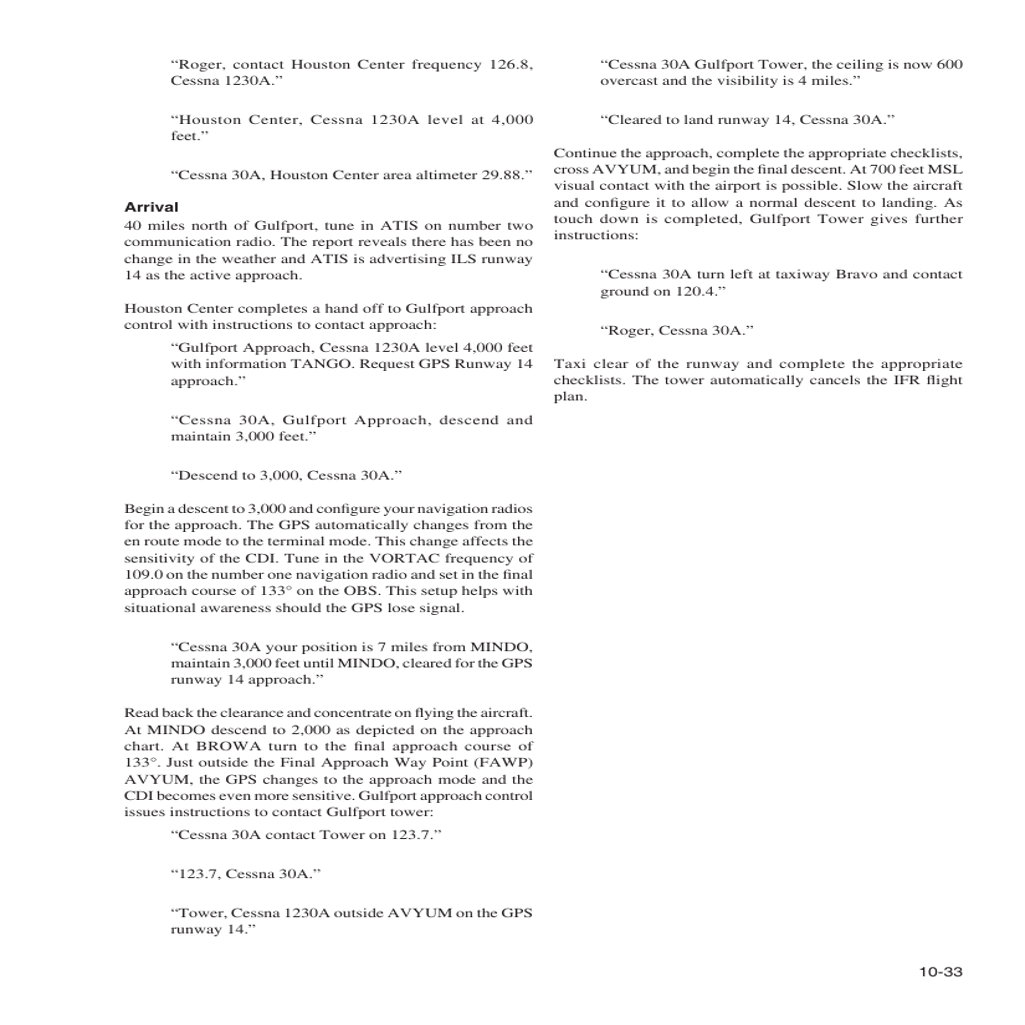 “Roger, contact Houston Center frequency 126.8,
Cessna 1230A.”
“Houston Center, Cessna 1230A level at 4,000
feet.”
“Cessna 30A, Houston Center area altimeter 29.88.”
Arrival
40 miles north of Gulfport, tune in ATIS on number two
communication radio. The report reveals there has been no
change in the weather and ATIS is advertising ILS runway
14 as the active approach.
Houston Center completes a hand off to Gulfport approach
control with instructions to contact approach:
“Gulfport Approach, Cessna 1230A level 4,000 feet
with information TANGO. Request GPS Runway 14
approach.”
“Cessna 30A, Gulfport Approach, descend and
maintain 3,000 feet.”
“Descend to 3,000, Cessna 30A.”
Begin a descent to 3,000 and configure your navigation radios
for the approach. The GPS automatically changes from the
en route mode to the terminal mode. This change affects the
sensitivity of the CDI. Tune in the VORTAC frequency of
109.0 on the number one navigation radio and set in the final
approach course of 133° on the OBS. This setup helps with
situational awareness should the GPS lose signal.
“Cessna 30A your position is 7 miles from MINDO,
maintain 3,000 feet until MINDO, cleared for the GPS
runway 14 approach.”
Read back the clearance and concentrate on flying the aircraft.
At MINDO descend to 2,000 as depicted on the approach
chart. At BROWA turn to the final approach course of
133°. Just outside the Final Approach Way Point (FAWP)
AVYUM, the GPS changes to the approach mode and the
CDI becomes even more sensitive. Gulfport approach control
issues instructions to contact Gulfport tower:
“Cessna 30A contact Tower on 123.7.”
“123.7, Cessna 30A.”
“Tower, Cessna 1230A outside AVYUM on the GPS
runway 14.”
“Cessna 30A Gulfport Tower, the ceiling is now 600
overcast and the visibility is 4 miles.”
“Cleared to land runway 14, Cessna 30A.”
Continue the approach, complete the appropriate checklists,
cross AVYUM, and begin the final descent. At 700 feet MSL
visual contact with the airport is possible. Slow the aircraft
and configure it to allow a normal descent to landing. As
touch down is completed, Gulfport Tower gives further
instructions:
“Cessna 30A turn left at taxiway Bravo and contact
ground on 120.4.”
“Roger, Cessna 30A.”
Taxi clear of the runway and complete the appropriate
checklists. The tower automatically cancels the IFR flight
plan.
10-33